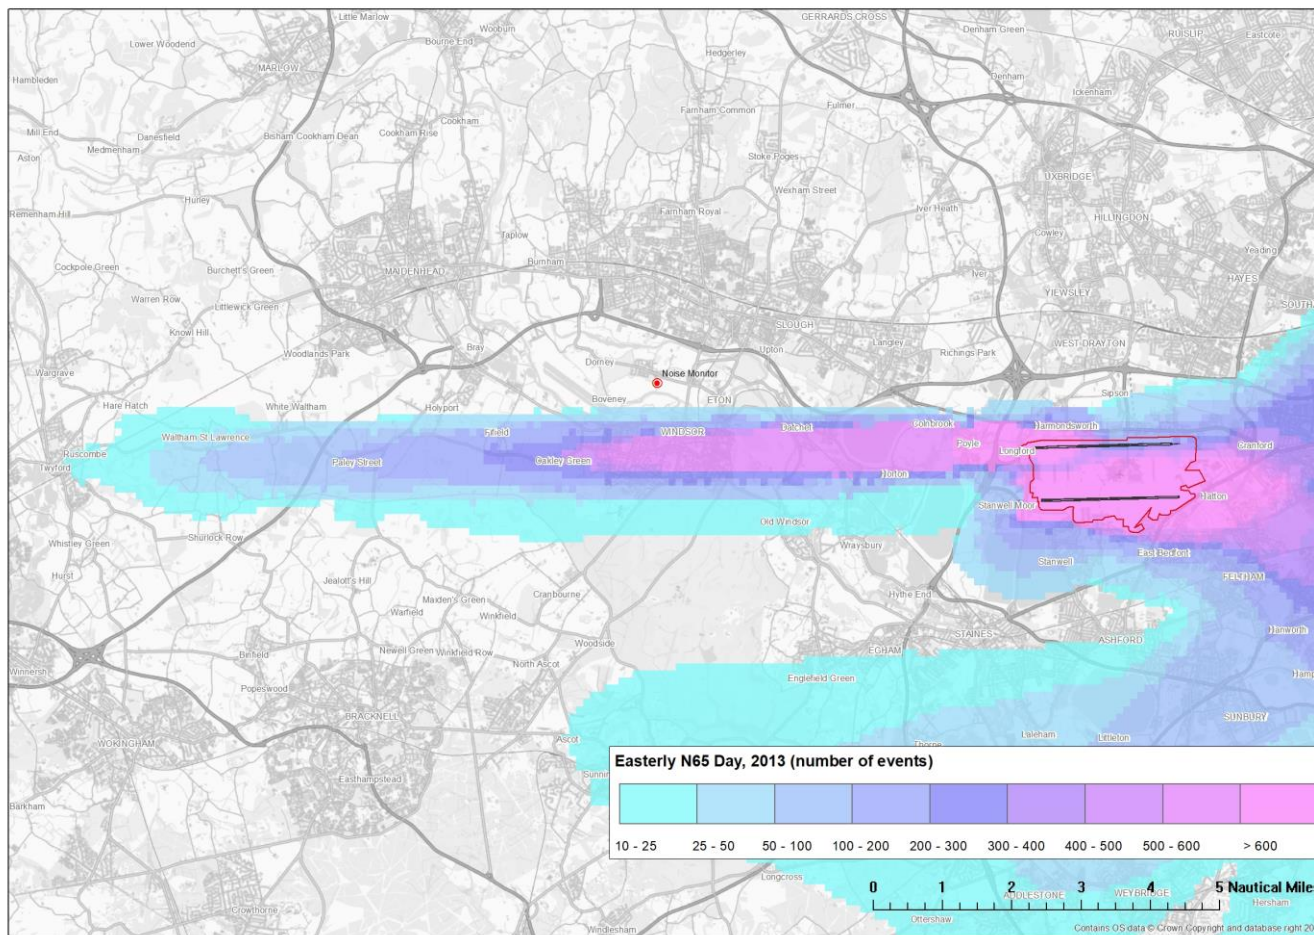 GERRARDS CROSS
Little Marlow
Wooburn
Denham Green
RUISLIP
Eastcote
Bourne End
Lower Woodend
Hedgerley
MARLOW
Denham
Hambleden
Ickenham
Cookham
Farnham Common
Fulmer
Mill End
Danesfield
Bisham
Cookham Dean
Cookham Rise
Medmenham
Aston
Stoke Poges
UXBRIDGE
Hurley
Wexham Street
Remenham Hill
Farnham Royal
Iver Heath
HILLINGDON
Taplow
Cowley
Yeading
Cockpole Green
Burchett's Green
MAIDENHEAD
Burnham
Iver
HAYES
Warren Row
Littlewick Green
YIEWSLEY
Knowl Hill
SLOUGH
Woodlands Park
Bray
Upton
Langley
Richings Park
WEST DRAYTON
Dorney
Wargrave
Noise Monitor
Sipson
Hare Hatch
White Waltham
Holyport
Boveney
ETON
Colnbrook
Harmondsworth
Waltham St Lawrence
Fifield
WINDSOR
Datchet
Poyle
Longford
Cranford
Ruscombe
Twyford
Paley Street
Oakley Green
Horton
Hatton
Stanwell Moor
Old Windsor
Whistley Green
Shurlock Row
Wraysbury
East Bedfont
Stanwell
Hurst
Jealott's Hill
FELTHAM
Maiden's Green
Cranbourne
Hythe End
Warfield
Winkfield
STAINES
Hanworth
Woodside
ASHFORD
Binfield
Newell Green
Winkfield Row
EGHAM
Winnersh
North Ascot
Englefield Green
Popeswood
BRACKNELL
SUNBURY
WOKINGHAM
Ascot
Thorpe
Laleham
Littleton
Easthampstead
Barkham
Easterly N65 Day, 2013 (number of events)
10 - 25 25 - 50 50 - 100 100 - 200 200 - 300 300 - 400 400 - 500 500 - 600 > 600
Longcross
0 1 2 3 4 5 Nautical Mile
ADDLESTONE
WEYBRIDGE
Hersham
Crowthorne
Ottershaw
Windlesham
Contains OS data © Crown Copyright and database right